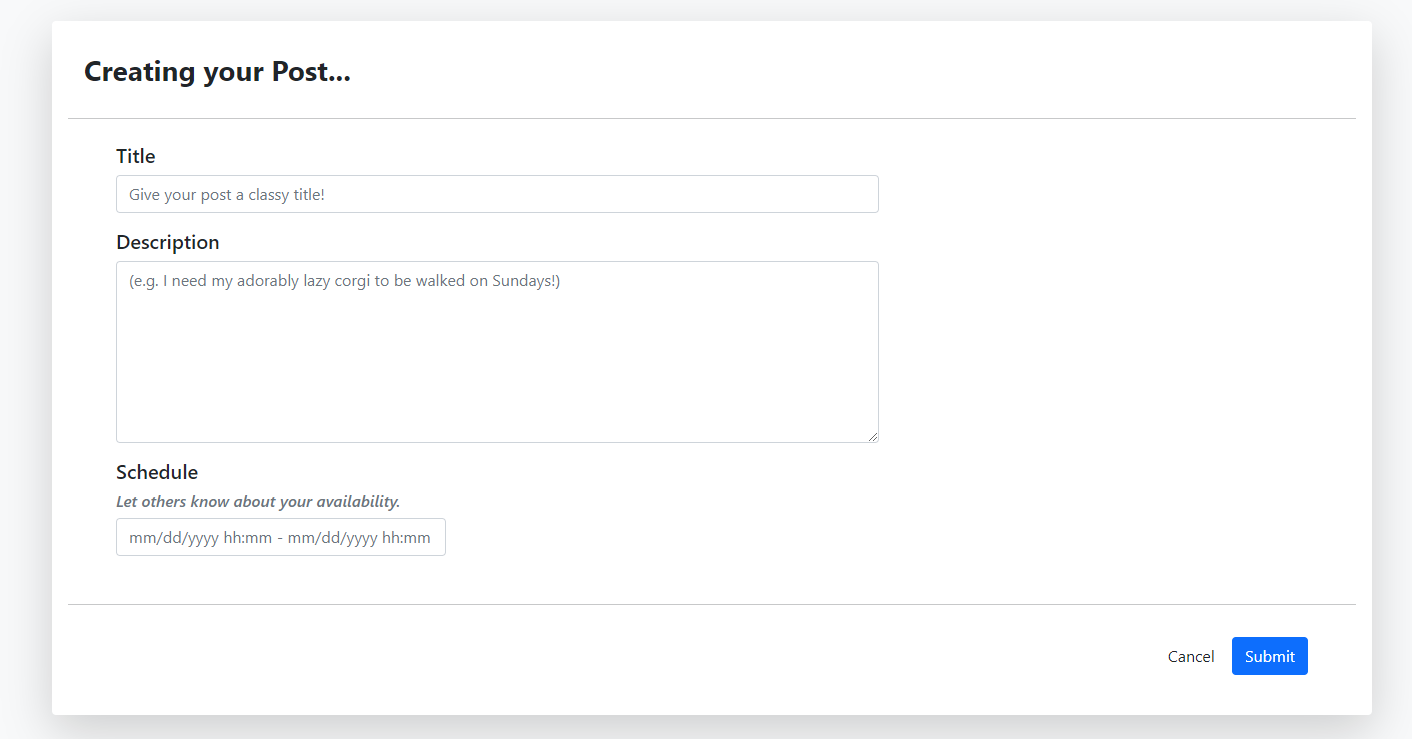 Creating your Post...
Title
Give your post a classy title!
Description
(e.g. I need my adorably lazy corgi to be walked on Sundays!)
Schedule
Let others know about your availability.
mm/dd/yyyy hh:mm - mm/dd/yyyy hh:mm
Cancel Submit